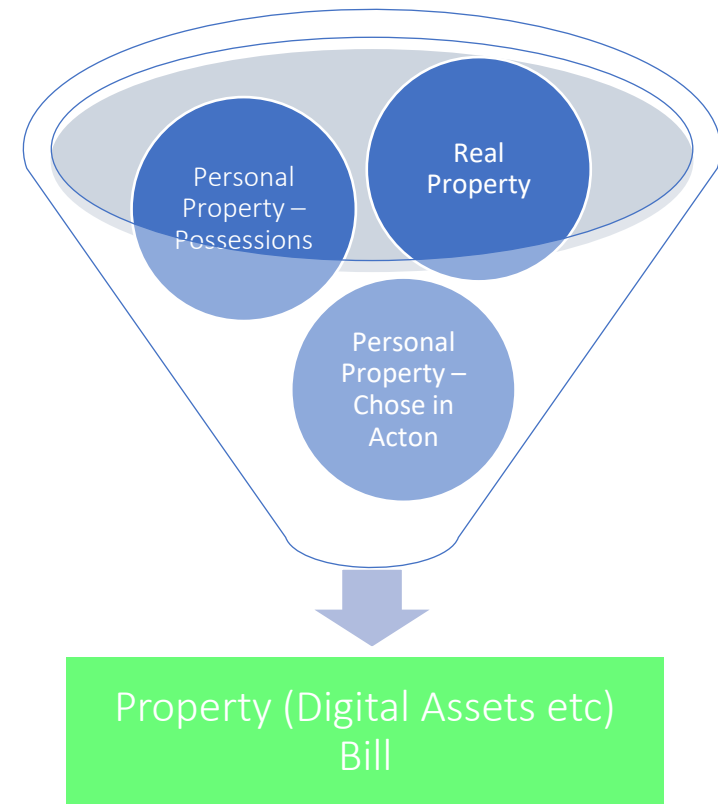 Personal
Property –
Possessions
Real
Property
Personal
Property –
Chose in
Acton
Property (Digital Assets etc)
Bill